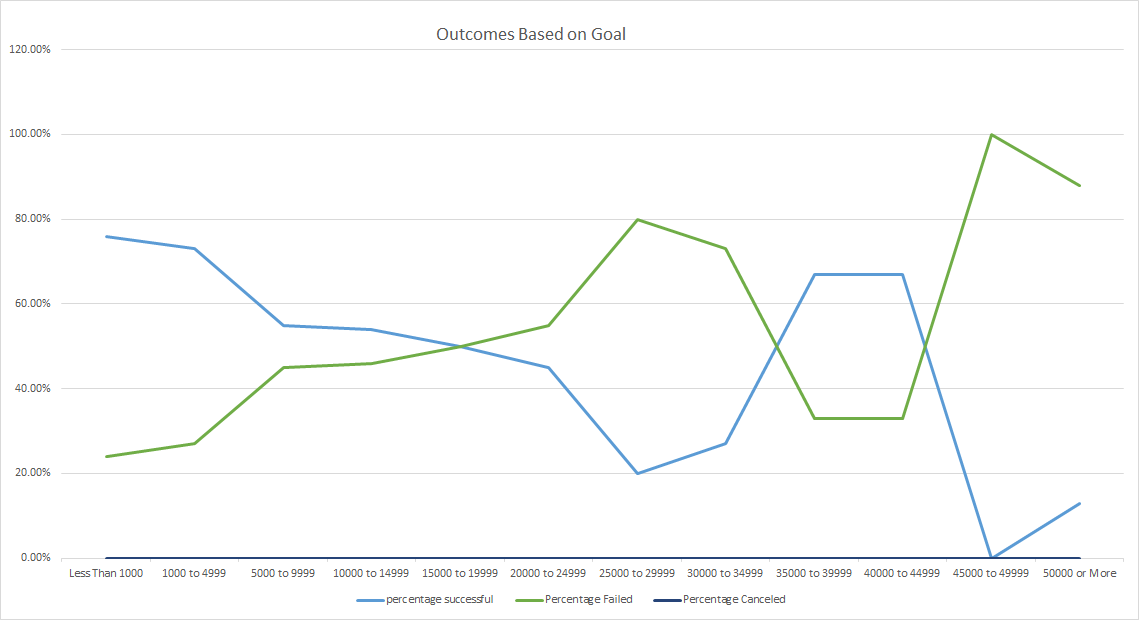 Outcomes Based on Goal
120.00%
100.00%
80.00%
60.00%
40.00%
20.00%
0.00%
Less Than 1000 1000 to 4999 5000 to 9999 10000 to 14999 15000 to 19999 20000 to 24999 25000 to 29999 30000 to 34999 35000 to 39999 40000 to 44999 45000 to 49999 50000 or More
percentage successful Percentage Failed Percentage Canceled